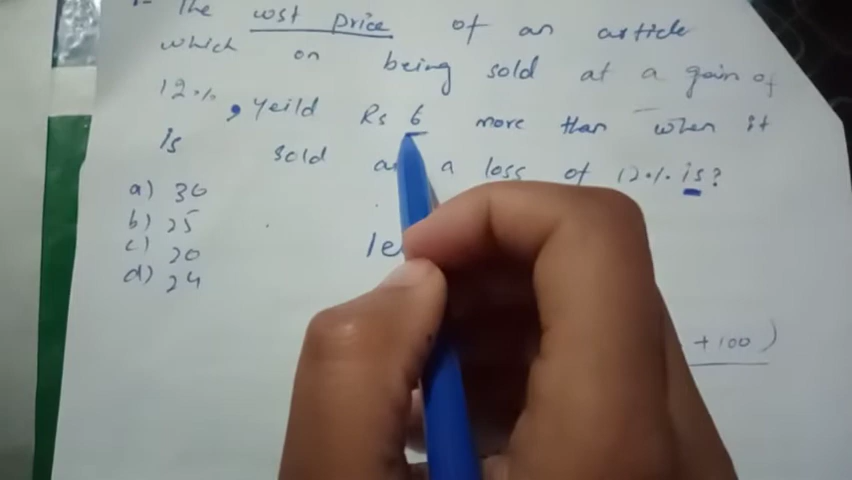 The cost price of an article
which on being sold at a gain of
12%, yeild Rs 6 more than when it
is sold a loss of 12% is?
a) 30
b) 25
c) 20
d) 24
le
+ 100 )